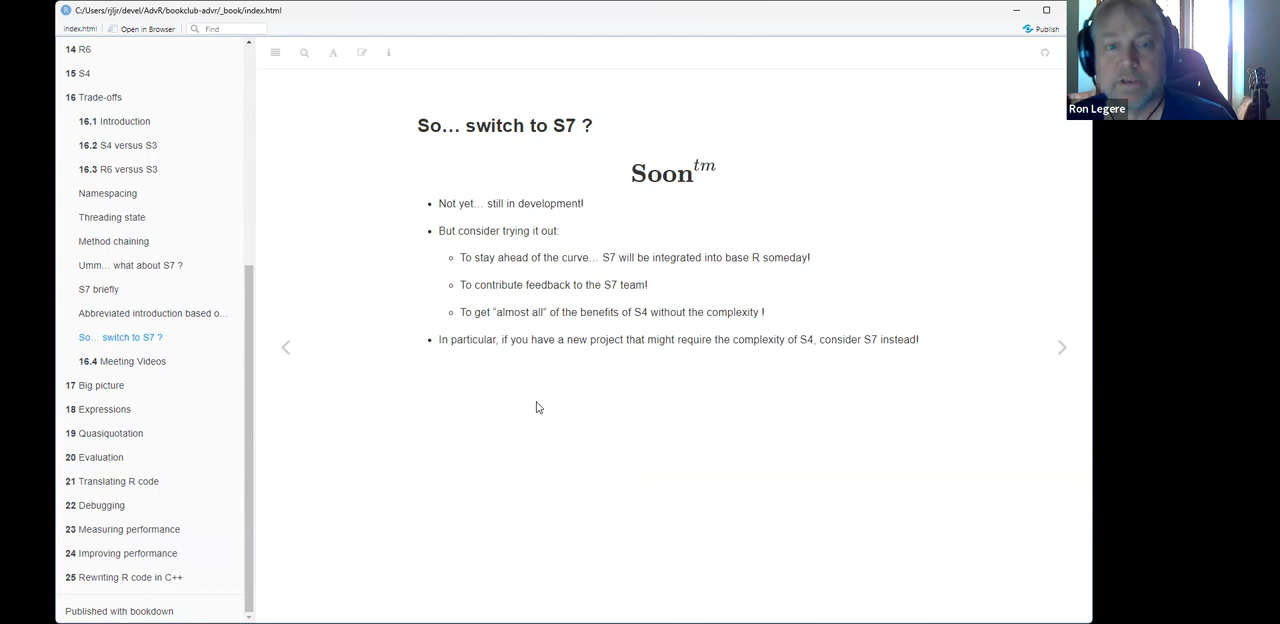 C:/Users/rjljr/devel/AdvR/bookclub-advr/_book/index.html
index.html Open in Browser Find Publish
14 R6
15 S4
16 Trade-offs
16.1 Introduction
16.2 S4 versus S3
16.3 R6 versus S3
Namespacing
Threading state
Method chaining
Umm… what about S7 ?
S7 briefly
Abbreviated introduction based o…
So… switch to S7 ?
16.4 Meeting Videos
17 Big picture
18 Expressions
19 Quasiquotation
20 Evaluation
21 Translating R code
22 Debugging
23 Measuring performance
24 Improving performance
25 Rewriting R code in C++
Published with bookdown
So… switch to S7 ?
Soon^tm
• Not yet… still in development!
• But consider trying it out:
◦ To stay ahead of the curve… S7 will be integrated into base R someday!
◦ To contribute feedback to the S7 team!
◦ To get “almost all” of the benefits of S4 without the complexity !
• In particular, if you have a new project that might require the complexity of S4, consider S7 instead!
Ron Legere